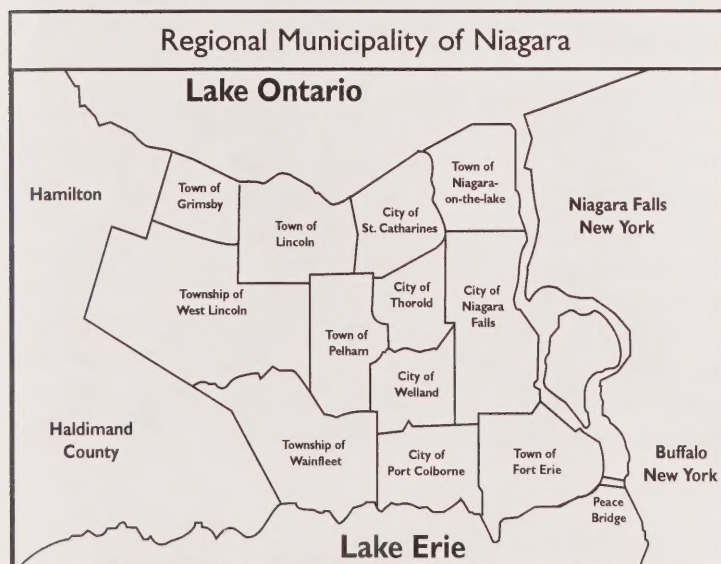 Regional Municipality of Niagara
Lake Ontario
Hamilton
Town of
Grimsby
Town of
Lincoln
City of
St. Catharines
Town of
Niagara-
on-the-lake
Niagara Falls
New York
Township of
West Lincoln
City of
Thorold
City of
Niagara
Falls
Town of
Pelham
City of
Welland
Haldimand
County
Township of
Wainfleet
City of
Port Colborne
Town of
Fort Erie
Buffalo
New York
Peace
Bridge
Lake Erie